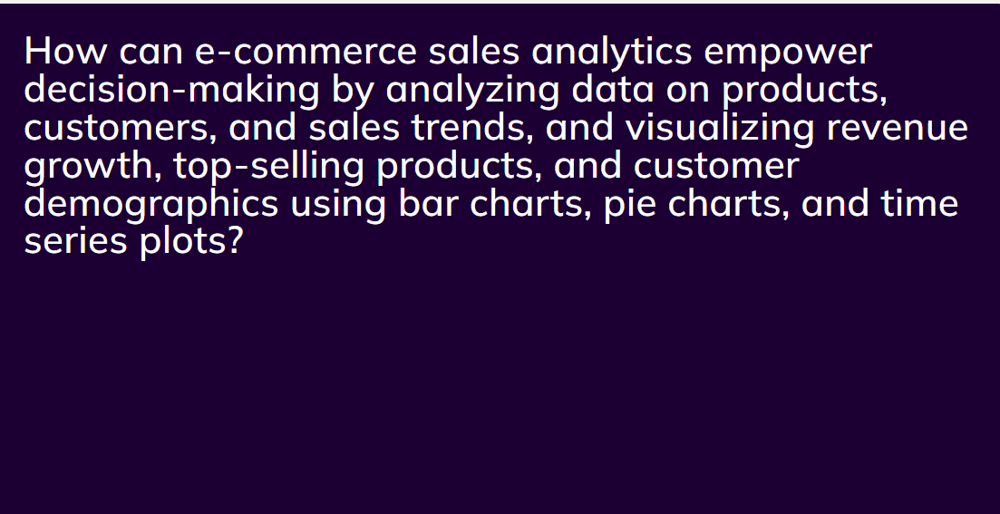 How can e-commerce sales analytics empower
decision-making by analyzing data on products,
customers, and sales trends, and visualizing revenue
growth, top-selling products, and customer
demographics using bar charts, pie charts, and time
series plots?